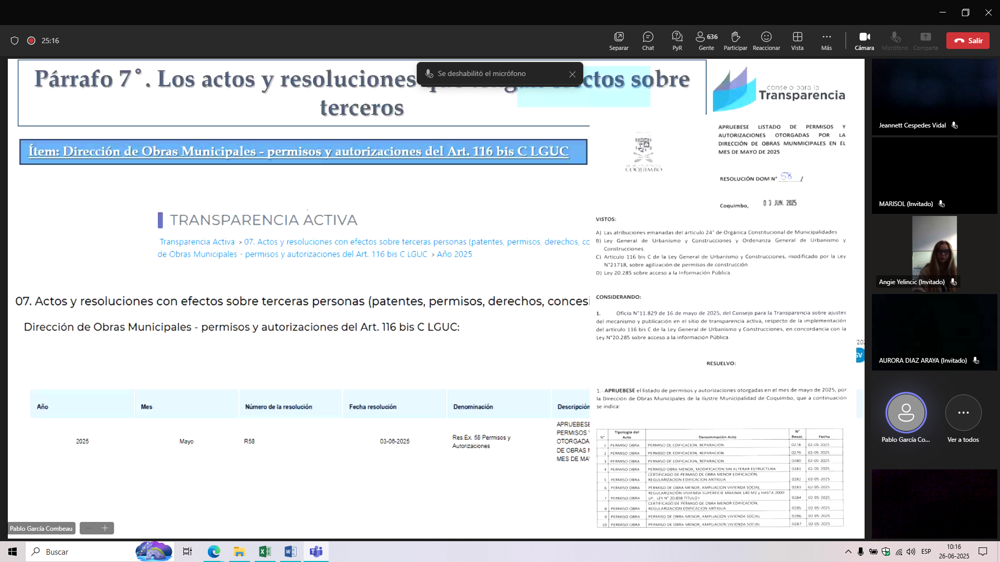 25:16
Separar
Chat
PyR
636
Gente
Participar
Reaccionar
Vista
Más
Cámara
Micrófono
Comparte
Salir
Se deshabilitó el micrófono
Párrafo 7°. Los actos y resoluciones
sobre
terceros
Ítem: Dirección de Obras Municipales - permisos y autorizaciones del Art. 116 bis C LGUC
TRANSPARENCIA ACTIVA
Transparencia Activa > 07. Actos y resoluciones con efectos sobre terceras personas (patentes, permisos, derechos, co
de Obras Municipales - permisos y autorizaciones del Art. 116 bis C LGUC > Año 2025
07. Actos y resoluciones con efectos sobre terceras personas (patentes, permisos, derechos, concesi
Dirección de Obras Municipales - permisos y autorizaciones del Art. 116 bis C LGUC:
Año Mes Número de la resolución Fecha resolución Denominación Descripción
2025 Mayo R58 03-06-2025 Res.Ex. 58 Permisos y
Autorizaciones
APRUEBESE
PERMISOS Y
OTORGADA
DE OBRAS M
MES DE MA
consejo para la
Transparencia
COQUIMBO
APRUEBESE LISTADO DE PERMISOS Y
AUTORIZACIONES OTORGADAS POR LA
DIRECCIÓN DE OBRAS MUNMICIPALES EN EL
MES DE MAYO DE 2025
RESOLUCIÓN DOM N° 58 /
Coquimbo, 03 JUN. 2025
VISTOS:
A) Las atribuciones emanadas del articulo 24° de Orgánica Constitucional de Municipalidades
B) Ley General de Urbanismo y Construcciones y Ordenanza General de Urbanismo y
Construcciones.
C) Articulo 116 bis C de la Ley General de Urbanismo y Construcciones, modificado por la Ley
N°21718, sobre agilización de permisos de construcción
D) Ley 20.285 sobre acceso a la Información Pública.
CONSIDERANDO:
1. Oficio N°11.829 de 16 de mayo de 2025, del Consejo para la Transparencia sobre ajustes
del mecanismo y publicación en el sitio de transparencia activa, respecto de la implementación
del articulo 116 bis C de la Ley General de Urbanismo y Construcciones, en concordancia con la
Ley N°20.285 sobre acceso a la información Pública.
RESUELVO:
1.- APRUEBESE el listado de permisos y autorizaciones otorgadas en el mes de mayo de 2025, por
la Dirección de Obras Municipales de la Ilustre Municipalidad de Coquimbo, que a continuación
se indica:
N° Tipologia del Acto Denominación Acto N° Resol. Fecha
1 PERMISO OBRA PERMISO DE EDIFICACION, REPARACION 0278 02-05-2025
2 PERMISO OBRA PERMISO DE EDIFICACION, REPARACION 0279 02-05-2025
3 PERMISO OBRA PERMISO DE EDIFICACION, REPARACION 0280 02-05-2025
4 PERMISO OBRA PERMISO OBRA MENOR, MODIFICACION SIN ALTERAR ESTRUCTURA 0281 02-05-2025
5 PERMISO OBRA CERTIFICADO DE PERMISO DE OBRA MENOR EDIFICACION, REGULARIZACION EDIFICACION ANTIGUA 0282 02-05-2025
6 PERMISO OBRA PERMISO DE OBRA MENOR, AMPLIACION VIVIENDA SOCIAL 0283 02-05-2025
7 PERMISO OBRA REGULARIZACIÓN VIVIENDA SUPERFICIE MAXIMA 140 M2 y HASTA 2000 UF, LEY N° 20.898 TITULO I 0284 02-05-2025
8 PERMISO OBRA CERTIFICADO DE PERMISO DE OBRA MENOR EDIFICACION, REGULARIZACION EDIFICACION ANTIGUA 0285 02-05-2025
9 PERMISO OBRA PERMISO DE OBRA MENOR, AMPLIACION VIVIENDA SOCIAL 0286 02-05-2025
10 PERMISO OBRA PERMISO DE OBRA MENOR, AMPLIACION VIVIENDA SOCIAL 0287 02-05-2025
Jeannett Cespedes Vidal
MARISOL (Invitado)
Angie Yelincic (Invitado)
AURORA DIAZ ARAYA (Invitado)
Pablo García Co...
Ver a todos
Pablo García Combeau
Buscar
ESP
10:16
26-06-2025